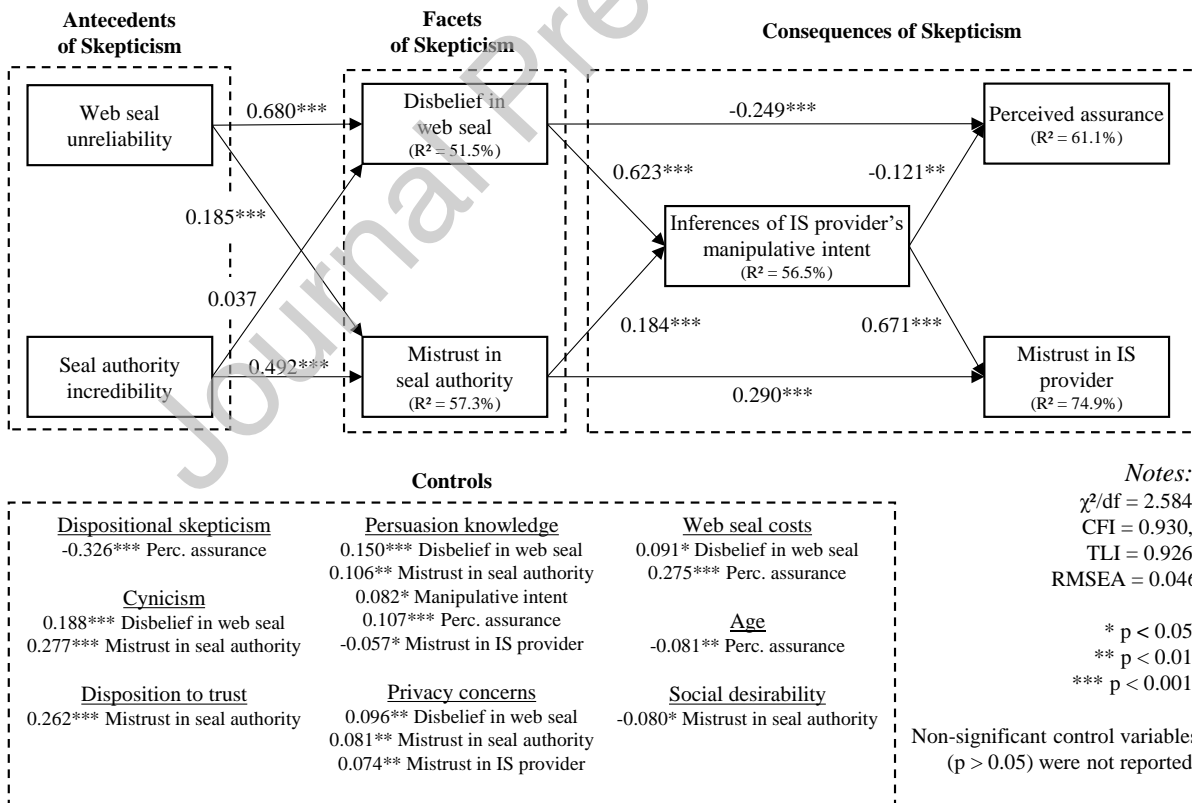 Antecedents
of Skepticism
Facets
of Skepticism
Consequences of Skepticism
Web seal
unreliability
0.680***
Disbelief in
web seal
(R² = 51.5%)
-0.249***
Perceived assurance
(R² = 61.1%)
0.623***
-0.121**
0.185***
Inferences of IS provider's
manipulative intent
(R² = 56.5%)
0.037
0.184***
0.671***
Seal authority
incredibility
0.492***
Mistrust in
seal authority
(R² = 57.3%)
0.290***
Mistrust in IS
provider
(R² = 74.9%)
Journal Pre
Controls
Dispositional skepticism
-0.326*** Perc. assurance
Cynicism
0.188*** Disbelief in web seal
0.277*** Mistrust in seal authority
Disposition to trust
0.262*** Mistrust in seal authority
Persuasion knowledge
0.150*** Disbelief in web seal
0.106** Mistrust in seal authority
0.082* Manipulative intent
0.107*** Perc. assurance
-0.057* Mistrust in IS provider
Privacy concerns
0.096** Disbelief in web seal
0.081** Mistrust in seal authority
0.074** Mistrust in IS provider
Web seal costs
0.091* Disbelief in web seal
0.275*** Perc. assurance
Age
-0.081** Perc. assurance
Social desirability
-0.080* Mistrust in seal authority
Notes:
χ²/df = 2.584
CFI = 0.930,
TLI = 0.926
RMSEA = 0.046
* p < 0.05
** p < 0.01
*** p < 0.001
Non-significant control variables
(p > 0.05) were not reported